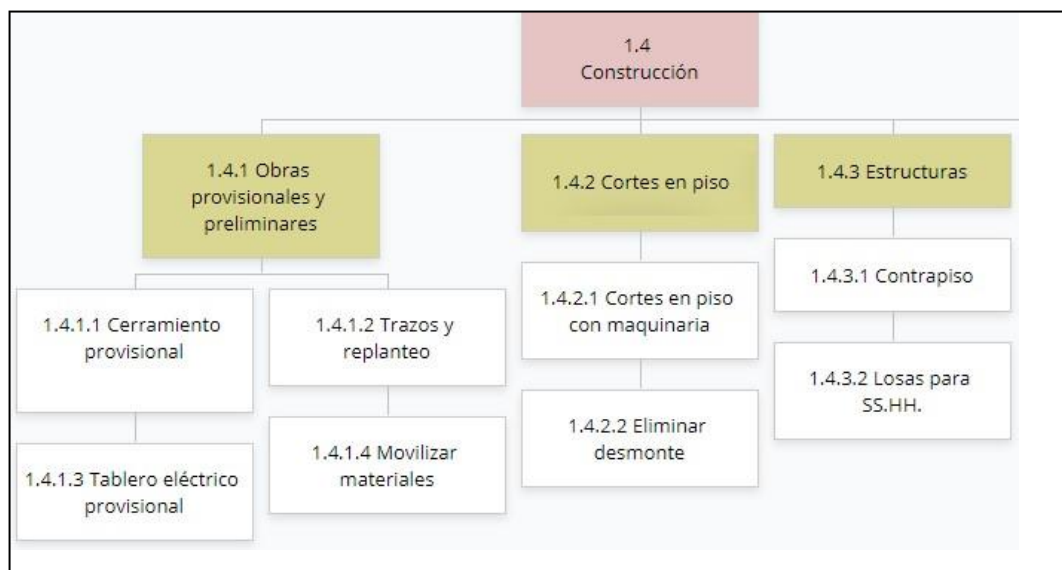 1.4
Construcción
1.4.1 Obras
provisionales y
preliminares
1.4.2 Cortes en piso
1.4.3 Estructuras
1.4.1.1 Cerramiento
provisional
1.4.1.2 Trazos y
replanteo
1.4.2.1 Cortes en piso
con maquinaria
1.4.3.1 Contrapiso
1.4.1.3 Tablero eléctrico
provisional
1.4.1.4 Movilizar
materiales
1.4.2.2 Eliminar
desmonte
1.4.3.2 Losas para
SS.HH.